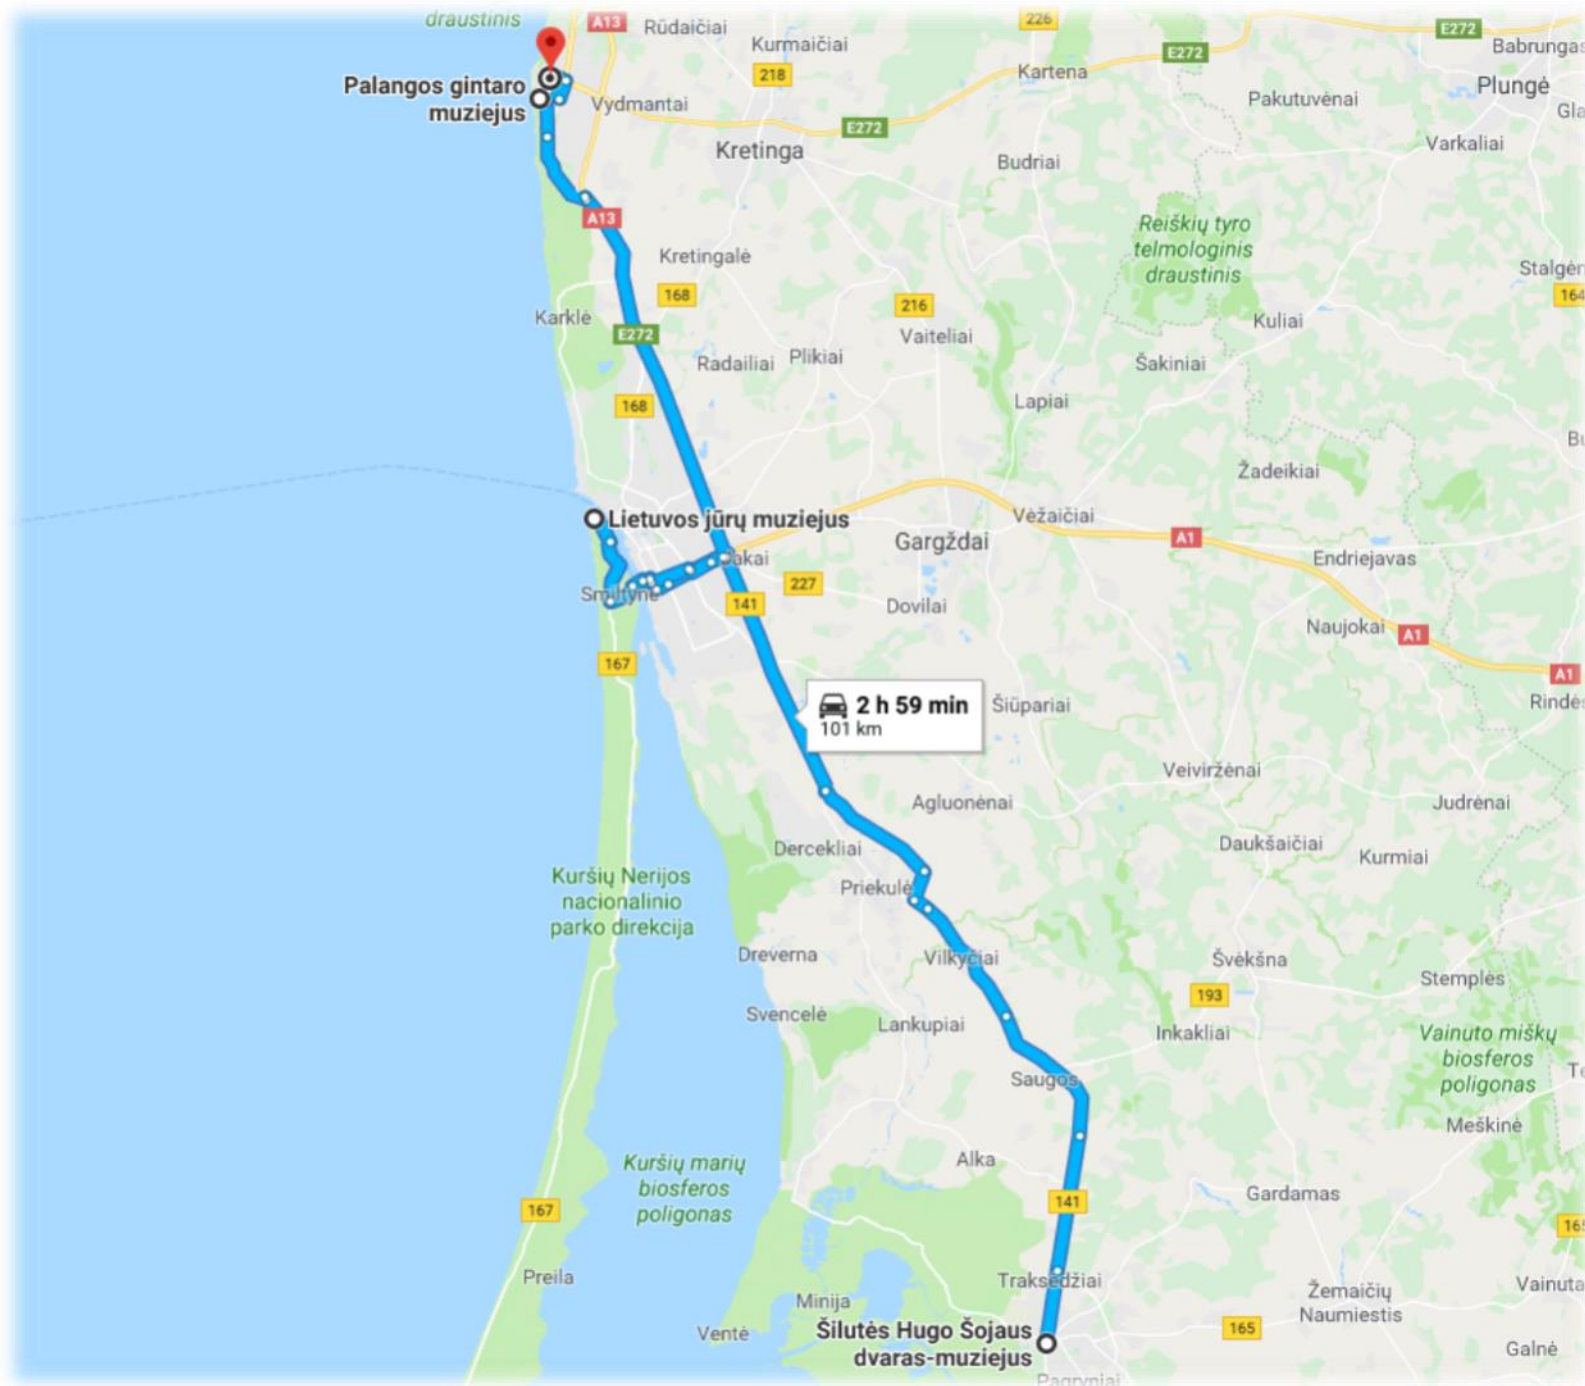 draustinis
A13
Rūdaičiai
226
E272
Babrungas
Kurmaičiai
E272
Palangos gintaro
muziejus
218
Kartena
Plungė
Vydmantai
Pakutuvėnai
E272
Varkaliai
Kretinga
Budriai
A13
Reiškių tyro
telmologinis
draustinis
Kretingalė
168
216
164
Karklė
E272
Vaiteliai
Kuliai
Radailiai
Plikiai
Šakiniai
168
Lapiai
Žadeikiai
Lietuvos jūrų muziejus
Vėžaičiai
Gargždai
A1
Endriejavas
227
141
Dovilai
Smiltynė
Naujokai
A1
167
A1
2 h 59 min
101 km
Šiūpariai
Veiviržėnai
Agluonėnai
Judrėnai
Dercekliai
Daukšaičiai
Kurmiai
Kuršių Nerijos
nacionalinio
parko direkcija
Priekulė
Dreverna
Vilkyčiai
Švėkšna
Stemplės
193
Svencelė
Lankupiai
Inkakliai
Vainuto miškų
biosferos
poligonas
Saugos
Meškinė
Kuršių marių
biosferos
poligonas
Alka
141
Gardamas
167
Preila
Traksėdžiai
Žemaičių
Naumiestis
Minija
Ventė
Šilutės Hugo Šojaus
dvaras-muziejus
165
Galnė
Pagryniai